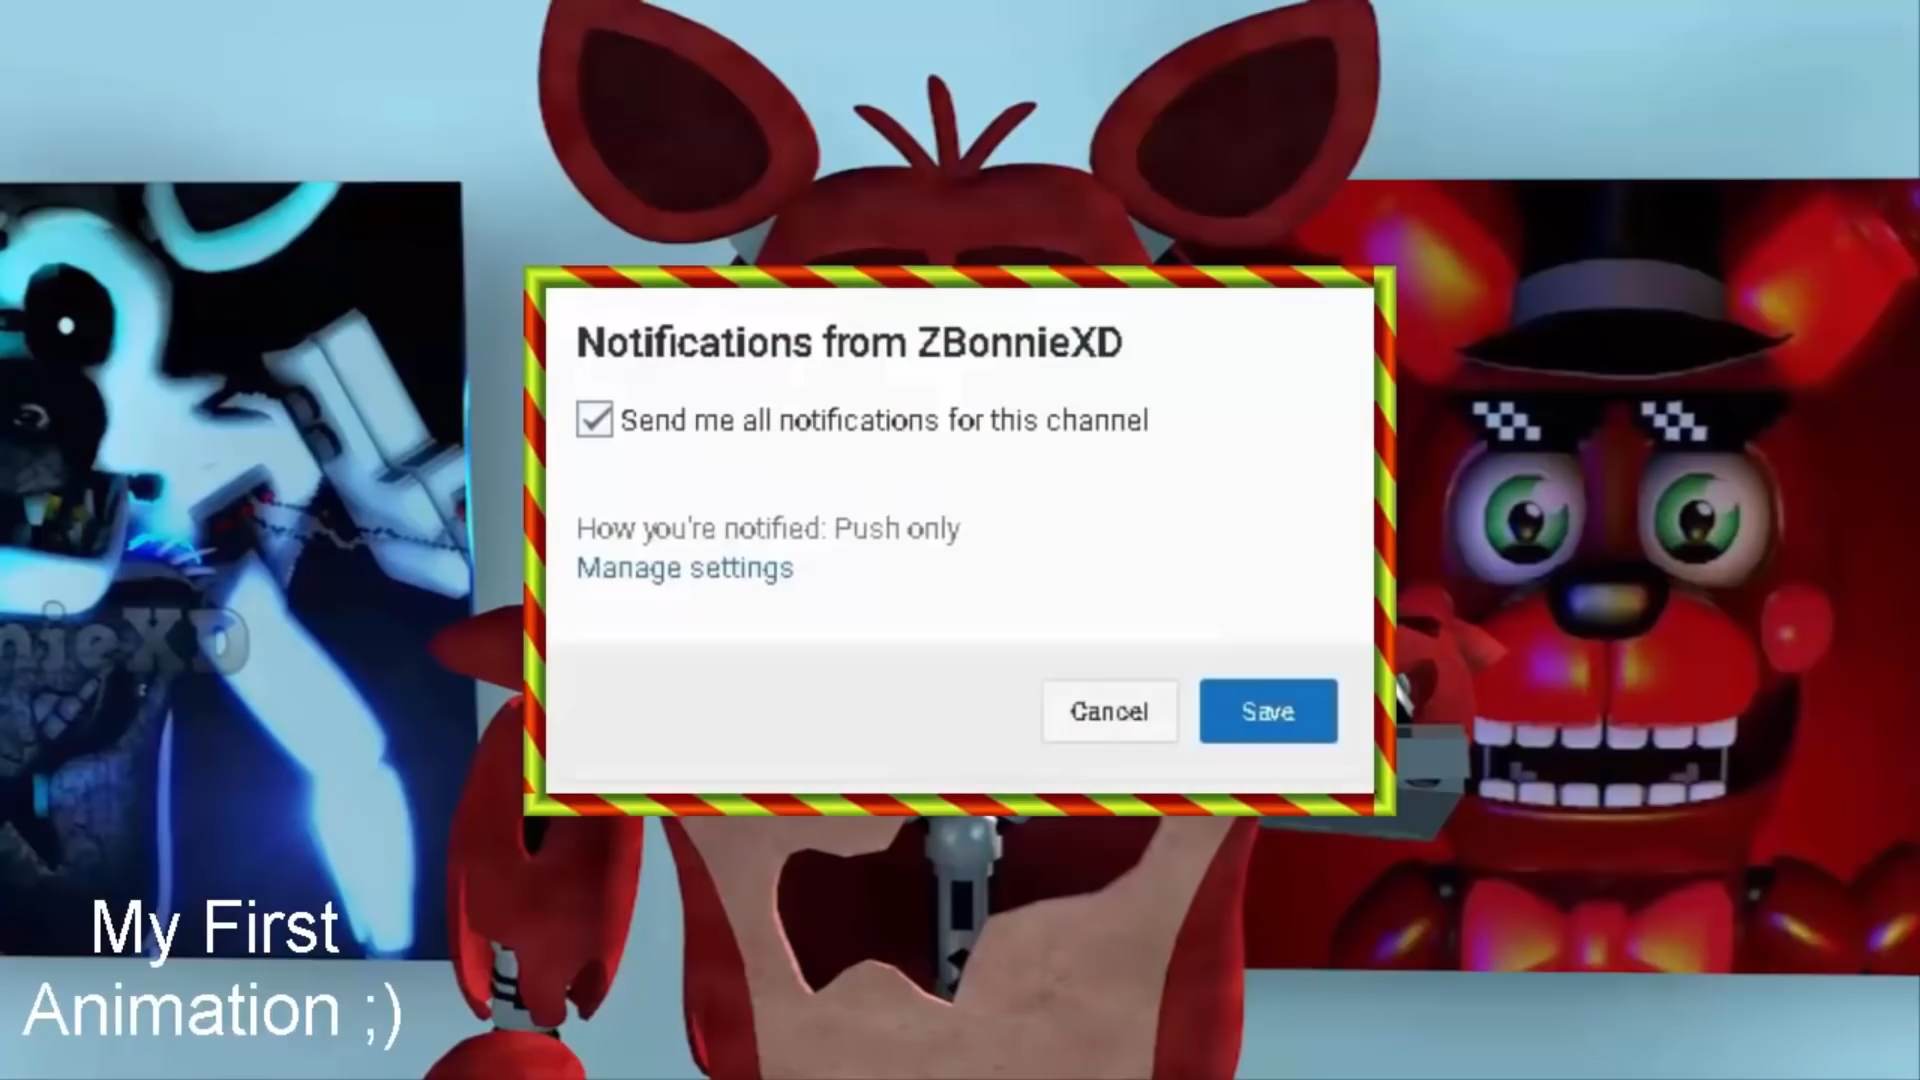 Notifications from ZBonnieXD
Send me all notifications for this channel
How you're notified: Push only
Manage settings
Cancel
Save
nieXD
My First
Animation ;)